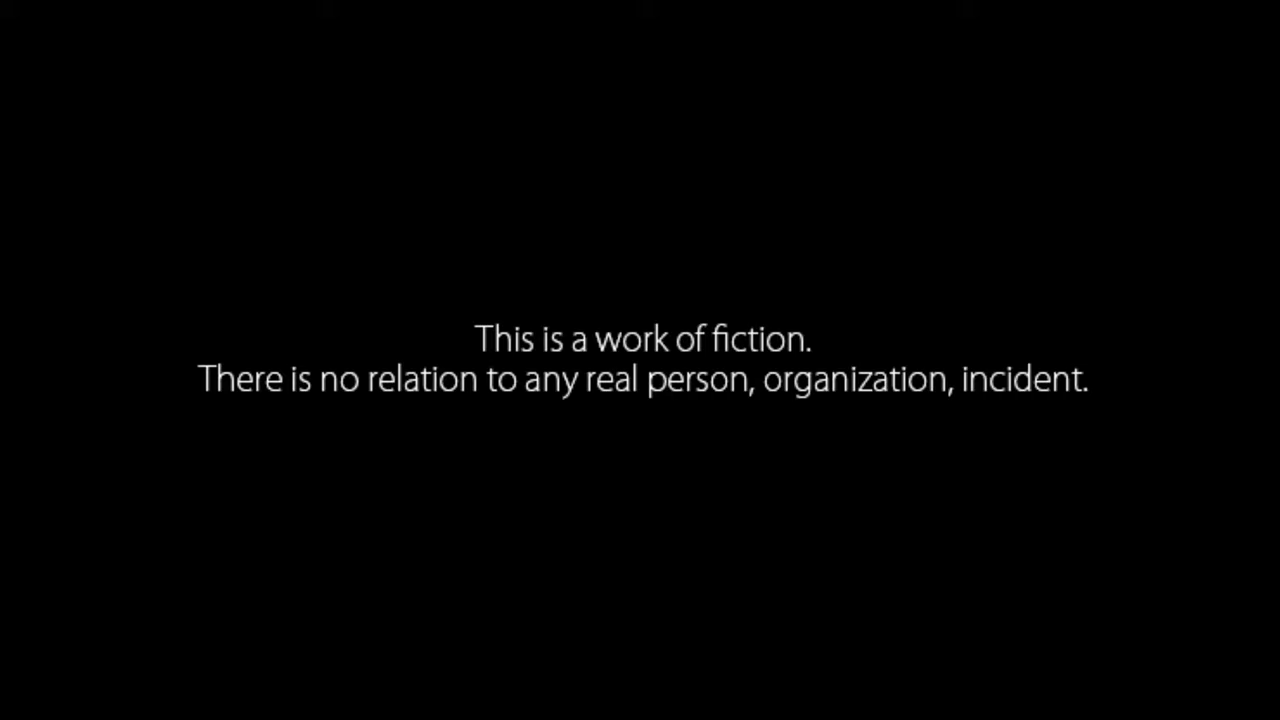 This is a work of fiction.
There is no relation to any real person, organization, incident.